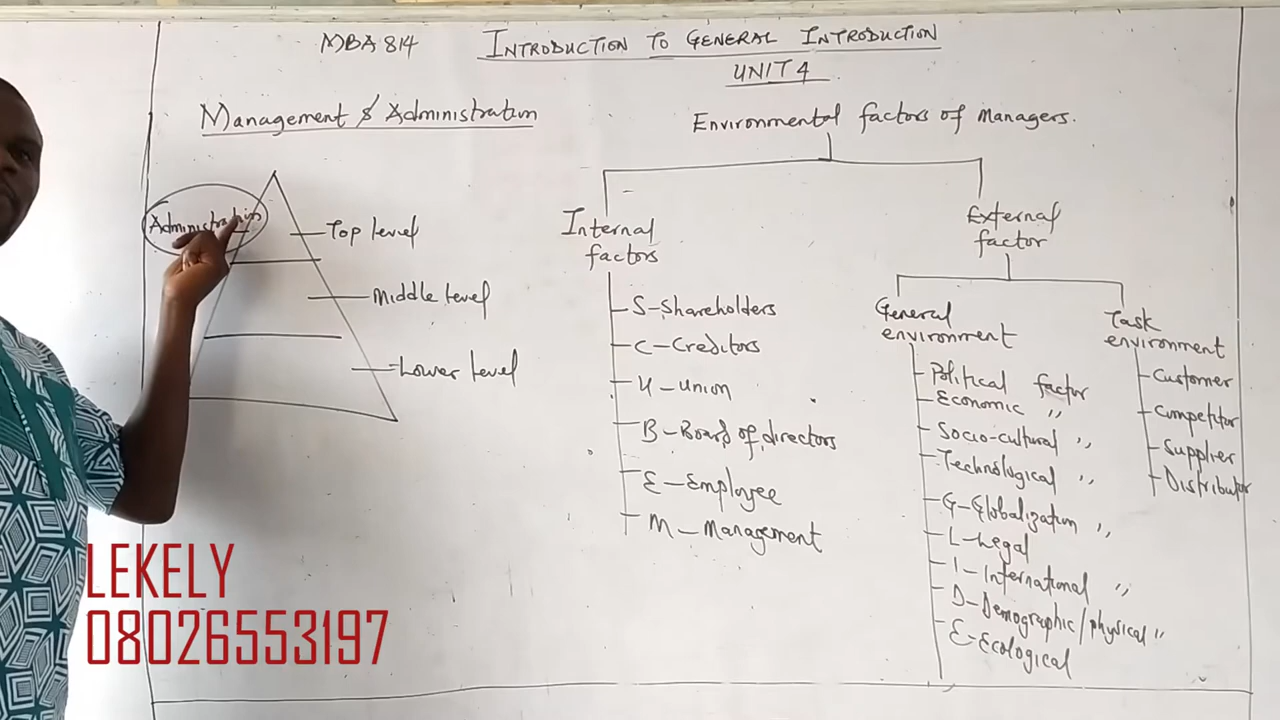 MBA 814
INTRODUCTION TO GENERAL INTRODUCTION
UNIT 4
Management & Administration
Administration
Top level
Middle level
Lower level
Environmental factors of Managers.
Internal
factors
S-Shareholders
C-Creditors
U-Union
B-Board of directors
E-Employee
M-Management
External
factor
General
environment
Political factor
Economic ,,
Socio-cultural ,,
Technological ,,
G-Globalization ,,
L-Legal
I-International ,,
D-Demographic/physical ,,
E-Ecological
Task
environment
Customer
Competitor
Supplier
Distributor
LEKELY
08026553197